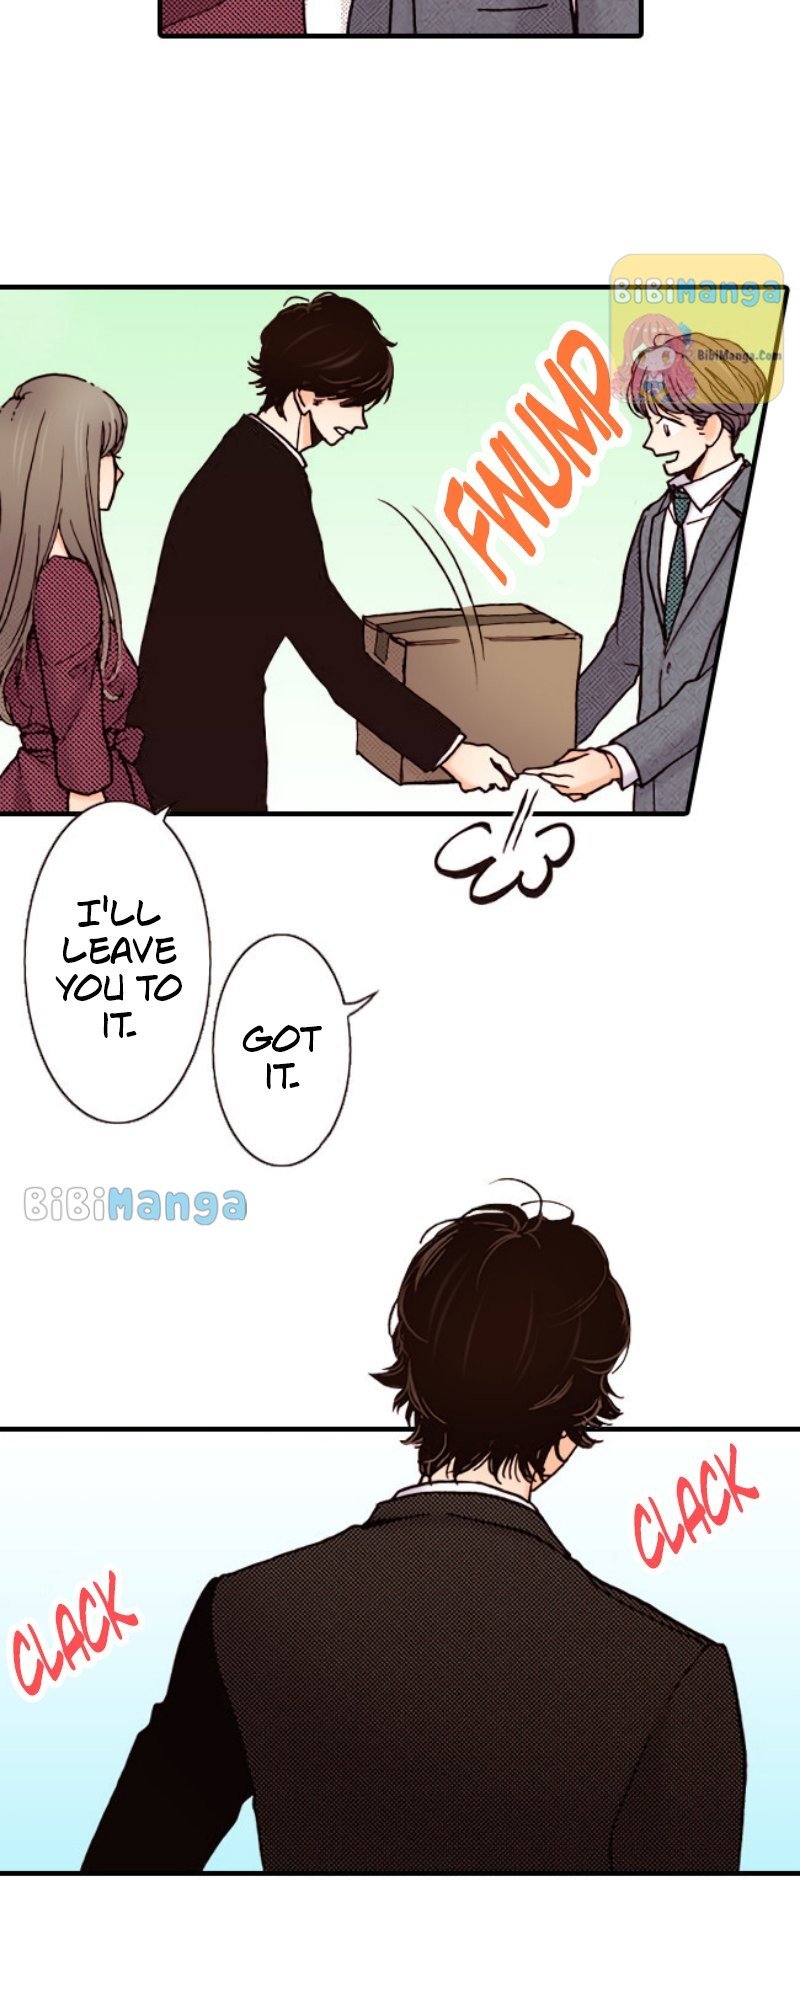 BiBiManga
BibiManga.Com
FWUMP
I'LL
LEAVE
YOU TO
IT.
GOT
IT.
BiBiManga
CLACK
CLACK